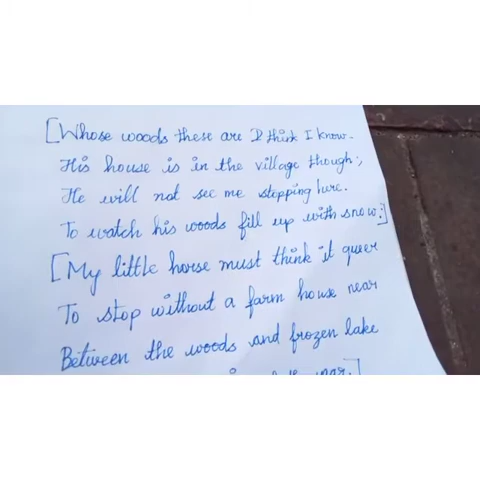 [Whose woods these are I think I know.
His house is in the village though;
He will not see me stopping here.
To watch his woods fill up with snow:]
[My little horse must think it queer
To stop without a farm house near
Between the woods and frozen lake